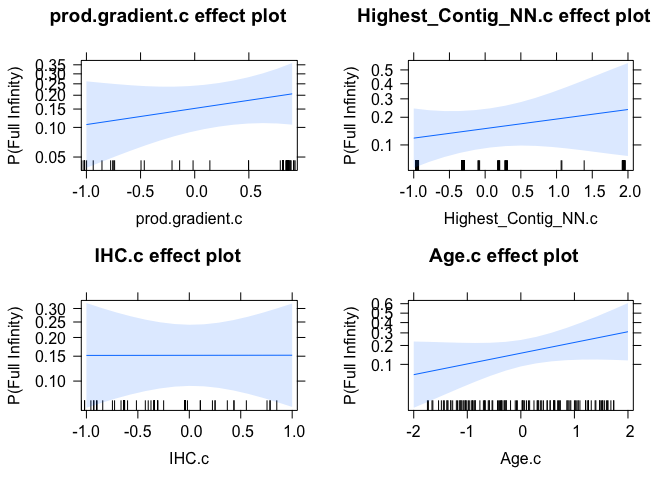 prod.gradient.c effect plot
P(Full Infinity)
0.35
0.30
0.25
0.20
0.15
0.10
0.05
-1.0 -0.5 0.0 0.5
prod.gradient.c
Highest_Contig_NN.c effect plot
P(Full Infinity)
0.5
0.4
0.3
0.2
0.1
-1.0 -0.5 0.0 0.5 1.0 1.5 2.0
Highest_Contig_NN.c
IHC.c effect plot
P(Full Infinity)
0.30
0.25
0.20
0.15
0.10
-1.0 -0.5 0.0 0.5 1.0
IHC.c
Age.c effect plot
P(Full Infinity)
0.6
0.5
0.4
0.3
0.2
0.1
-2 -1 0 1 2
Age.c